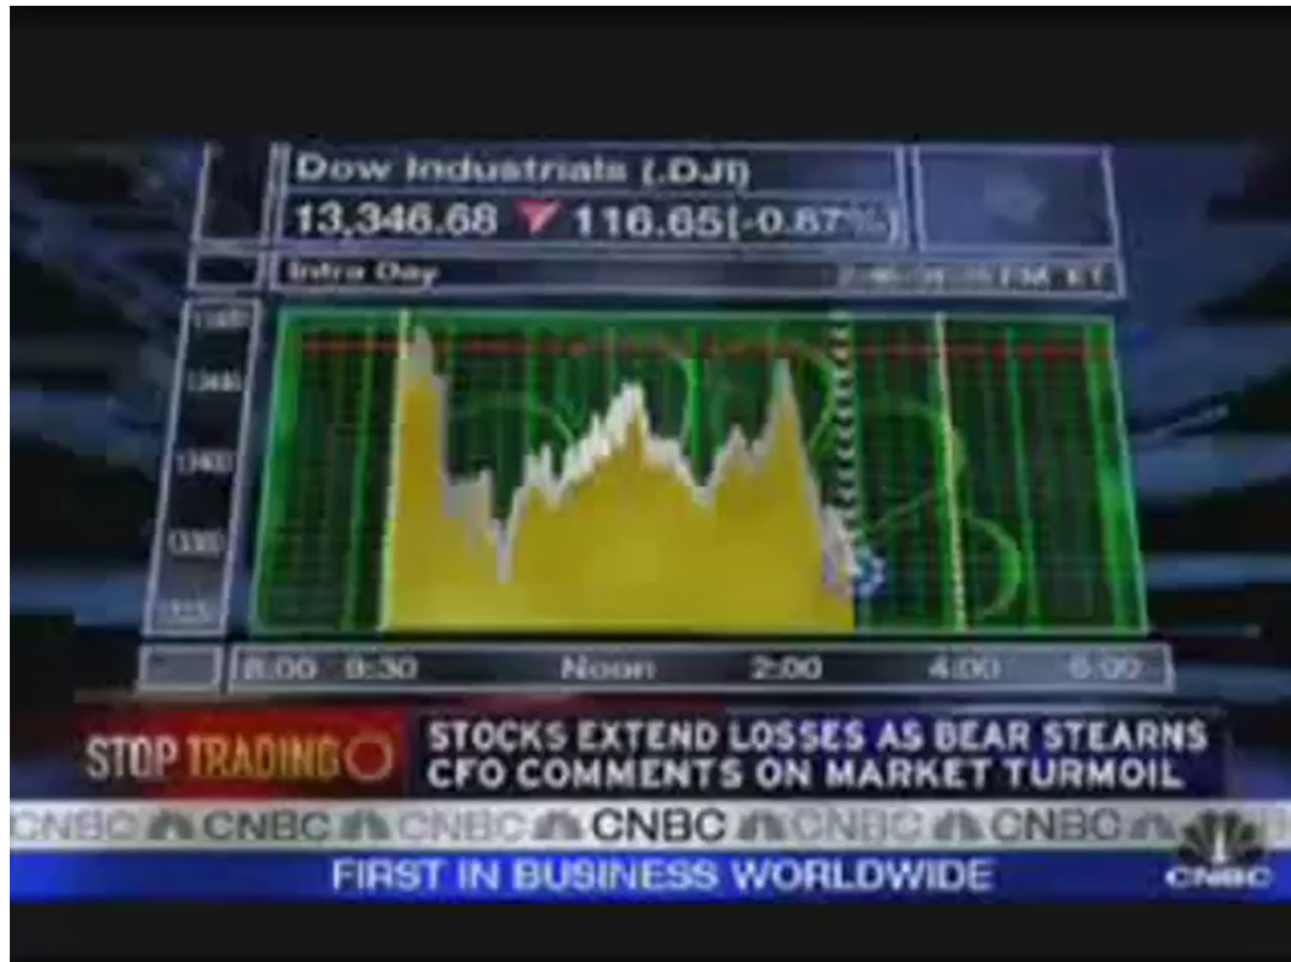 Dow Industrials (.DJI)
13,346.68 116.65(-0.87%)
Intra Day
ET
13400
8:00 9:30 Noon 2:00 4:00 6:00
STOP TRADING
STOCKS EXTEND LOSSES AS BEAR STEARNS
CFO COMMENTS ON MARKET TURMOIL
CNBC CNBC CNBC CNBC CNBC CNBC
FIRST IN BUSINESS WORLDWIDE
CNBC